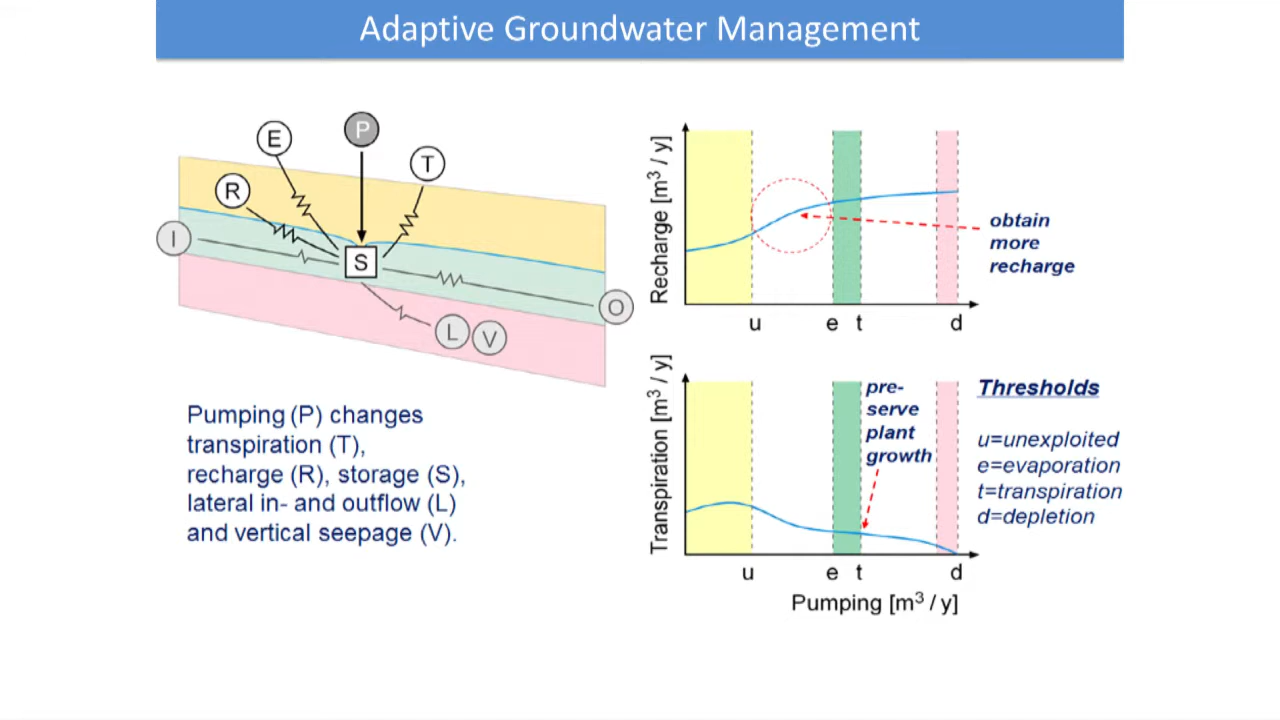 Adaptive Groundwater Management
E
P
T
R
I
S
O
L
V
Pumping (P) changes
transpiration (T),
recharge (R), storage (S),
lateral in- and outflow (L)
and vertical seepage (V).
Recharge [m³ / y]
obtain
more
recharge
u
e
t
d
Transpiration [m³ / y]
pre-
serve
plant
growth
u
e
t
d
Pumping [m³ / y]
Thresholds
u=unexploited
e=evaporation
t=transpiration
d=depletion